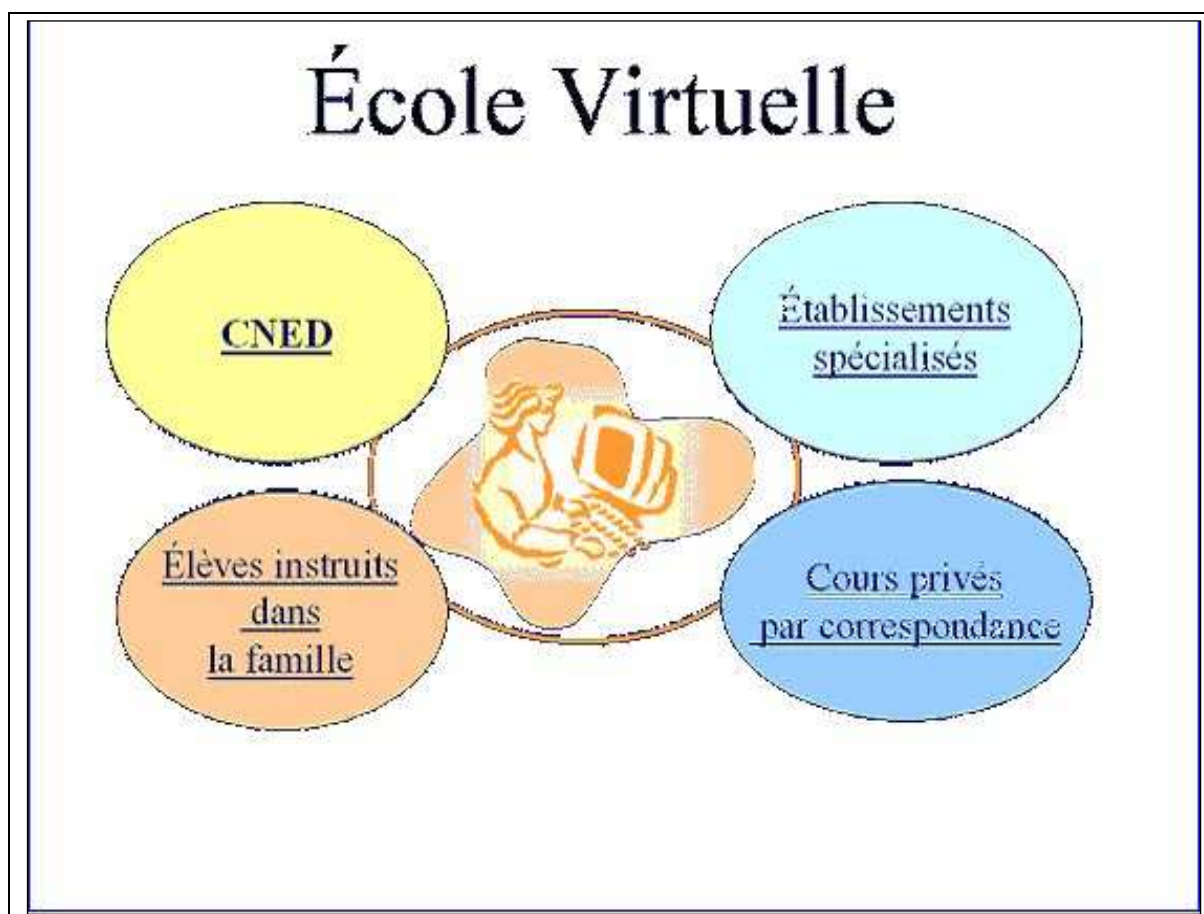 École Virtuelle
CNED
Établissements
spécialisés
Élèves instruits
dans
la famille
Cours privés
par correspondance